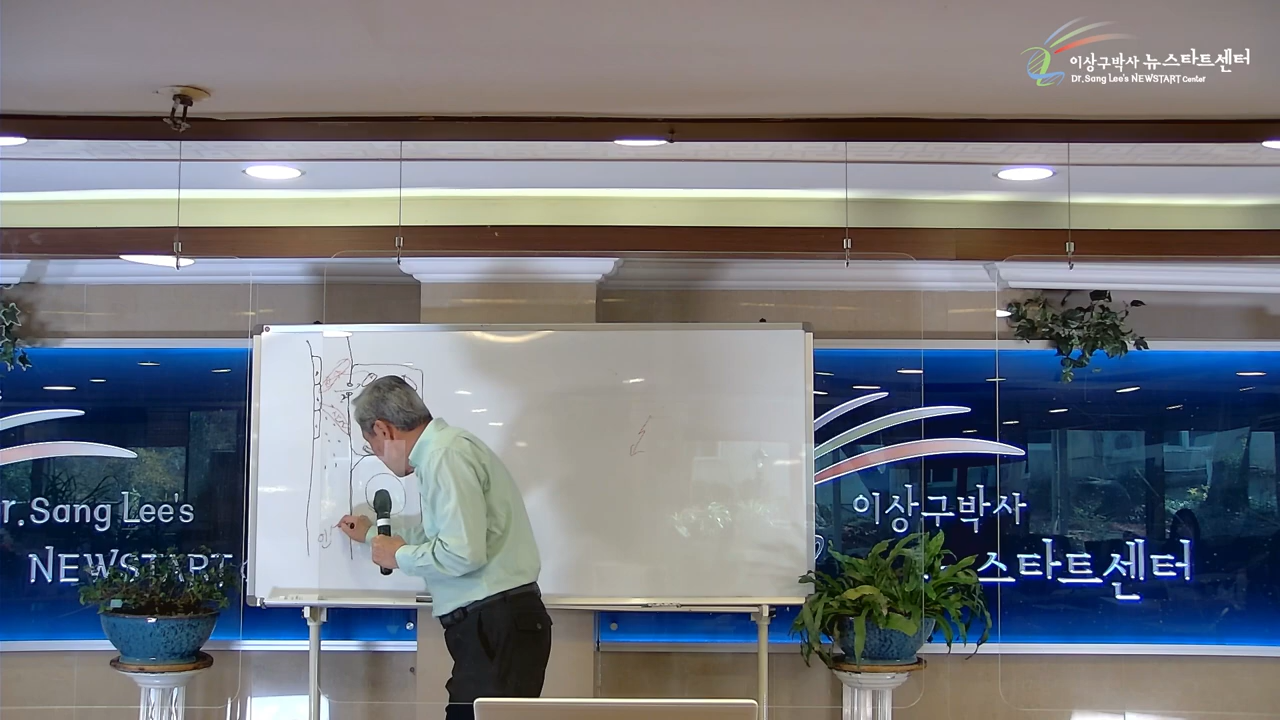 이상구박사 뉴스타트센터
Dr. Sang Lee's NEWSTART Center
r. Sang Lee's
NEWSTART
이상구박사
스타트센터